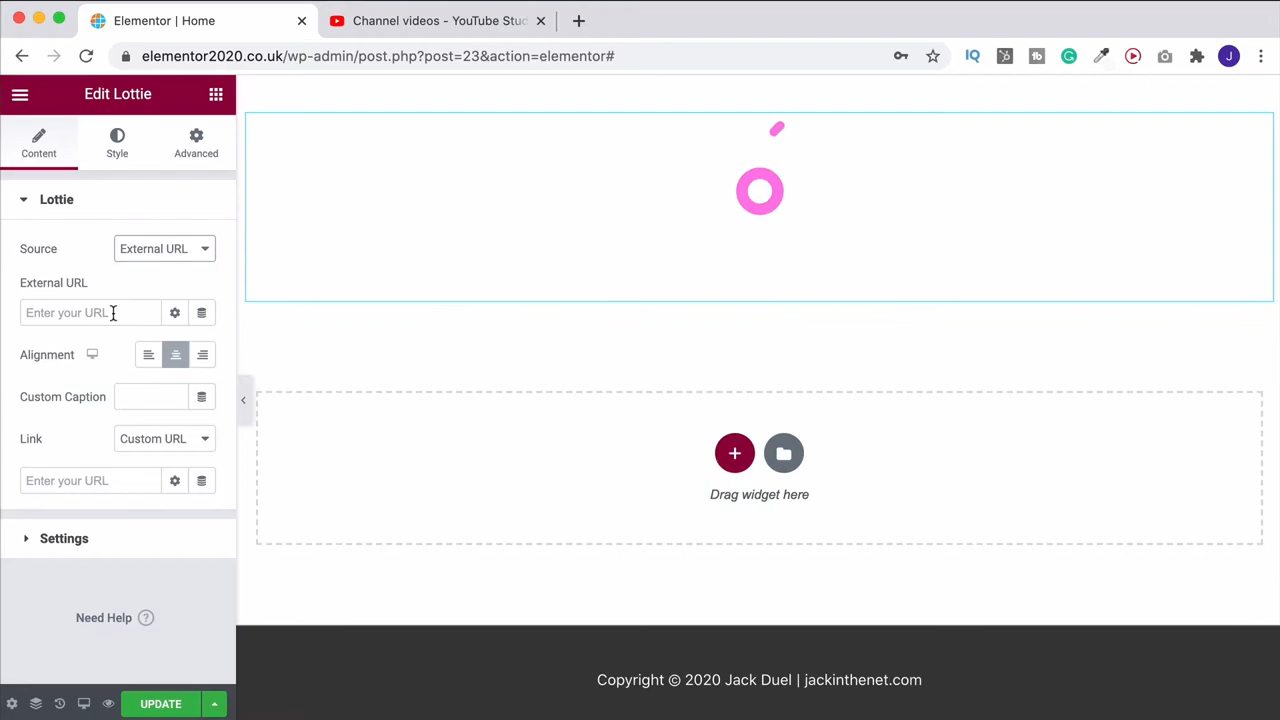 Elementor | Home
Channel videos - YouTube Stud
elementor2020.co.uk/wp-admin/post.php?post=23&action=elementor#
IQ
tb
J
Edit Lottie
Content
Style
Advanced
Lottie
Source
External URL
External URL
Enter your URL
Alignment
Custom Caption
Link
Custom URL
Enter your URL
Settings
Need Help
?
UPDATE
Drag widget here
Copyright © 2020 Jack Duel | jackinthenet.com